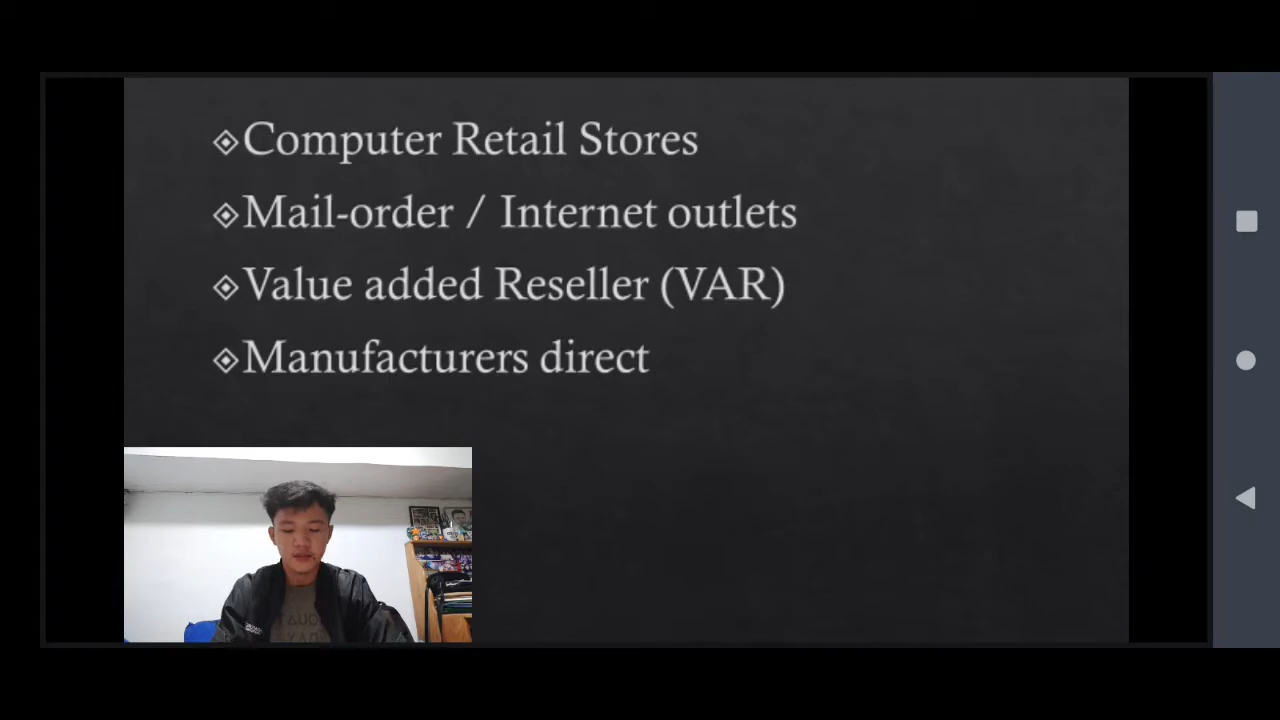 Computer Retail Stores
Mail-order / Internet outlets
Value added Reseller (VAR)
Manufacturers direct